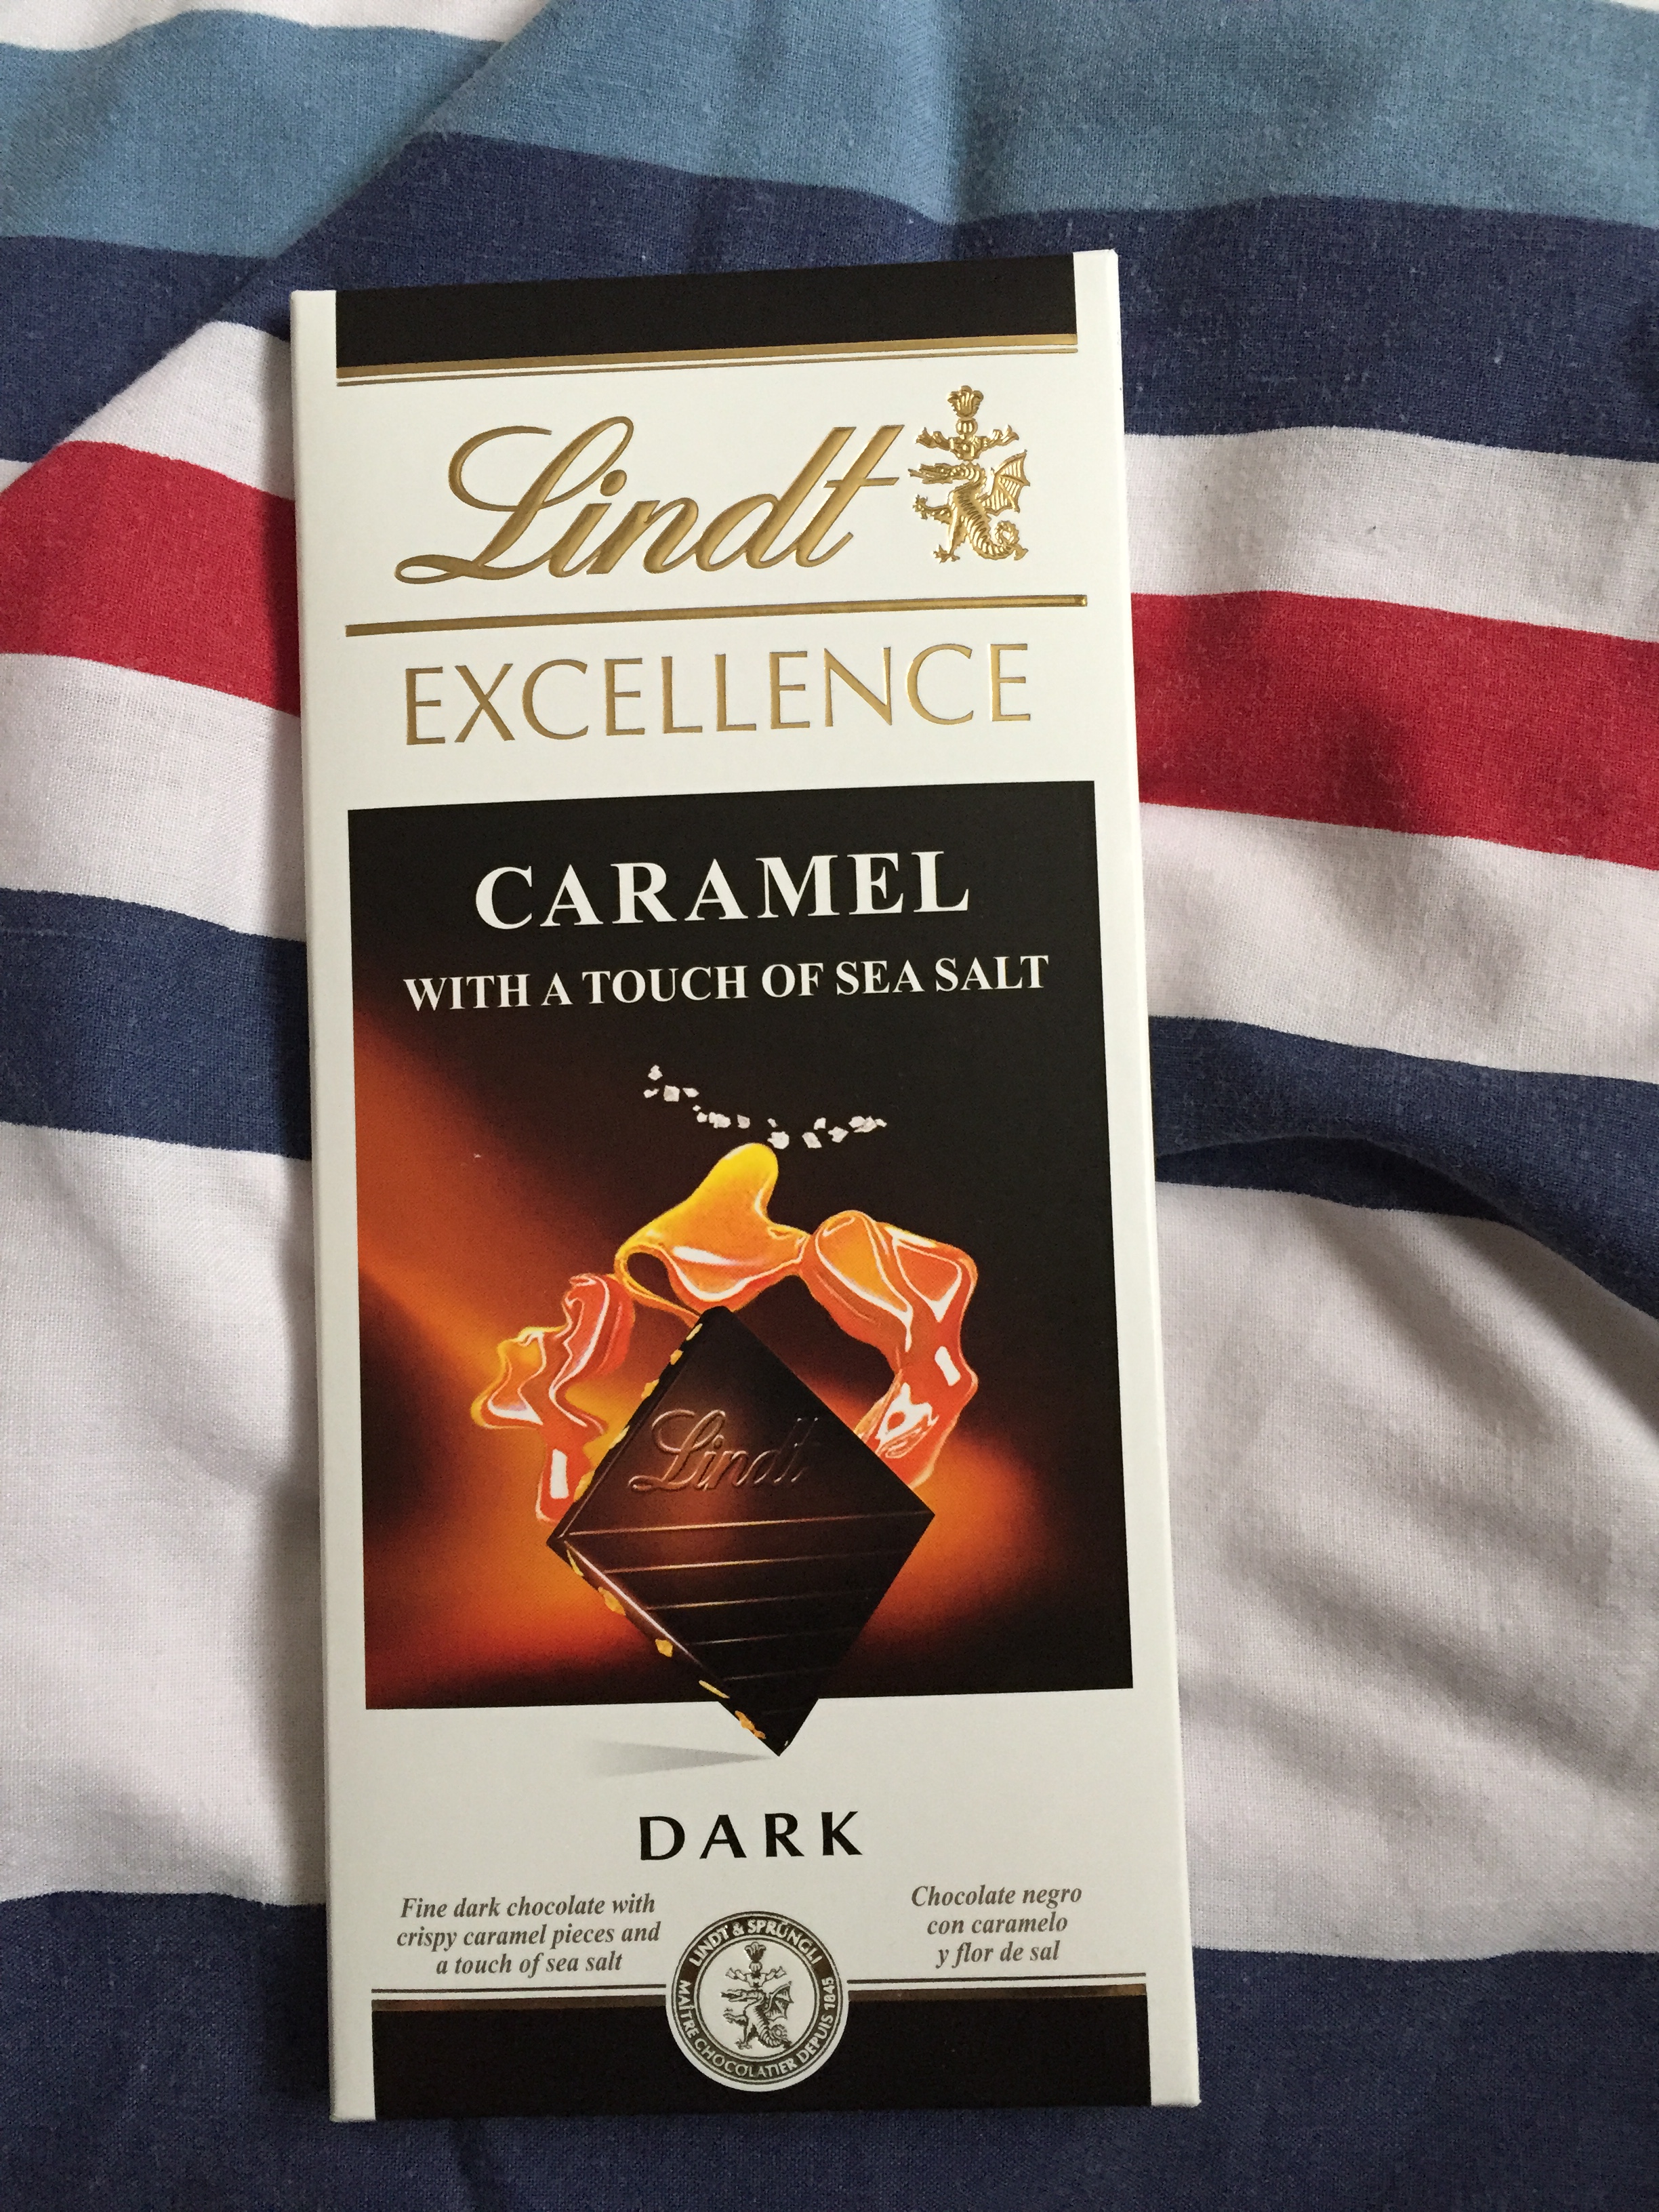 Lindt
EXCELLENCE
CARAMEL
WITH A TOUCH OF SEA SALT
Lindt
DARK
Fine dark chocolate with
crispy caramel pieces and
a touch of sea salt
Chocolate negro
con caramelo
y flor de sal
LINDT & SPRÜNGLI
MAÎTRE CHOCOLATIER DEPUIS 1845